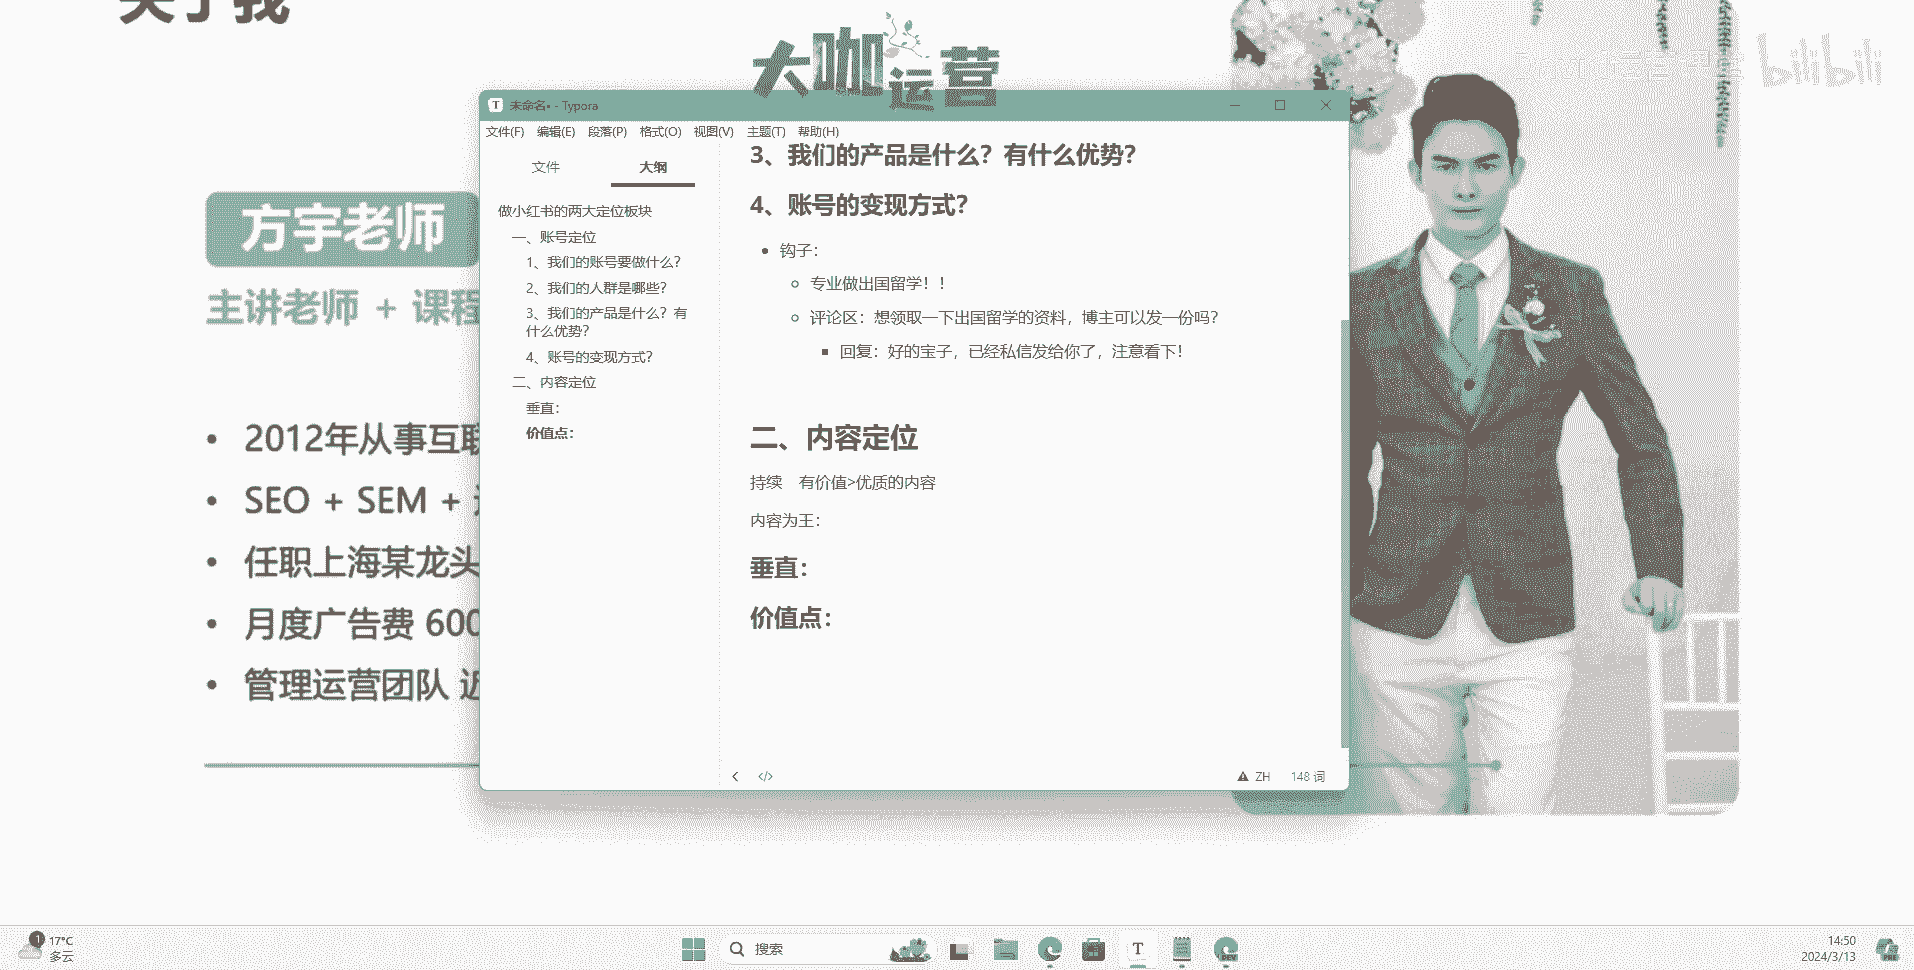 关于我
大咖运营
bilibili
未命名• - Typora
文件(F) 编辑(E) 段落(P) 格式(O) 视图(V) 主题(T) 帮助(H)
文件 大纲
做小红书的两大定位板块
一、账号定位
1、我们的账号要做什么？
2、我们的人群是哪些？
3、我们的产品是什么？有
什么优势？
4、账号的变现方式？
二、内容定位
垂直：
价值点：
3、我们的产品是什么？有什么优势？
4、账号的变现方式？
钩子：
专业做出国留学！！
评论区：想领取一下出国留学的资料，博主可以发一份吗？
回复：好的宝子，已经私信发给你了，注意看下！
二、内容定位
持续 有价值>优质的内容
内容为王：
垂直：
价值点：
ZH 148 词
方宇老师
主讲老师 + 课程
2012年从事互联
SEO + SEM +
任职上海某龙头
月度广告费 600
管理运营团队 近
1 17°C
多云
搜索
T
DEV
14:50
2024/3/13
PRE